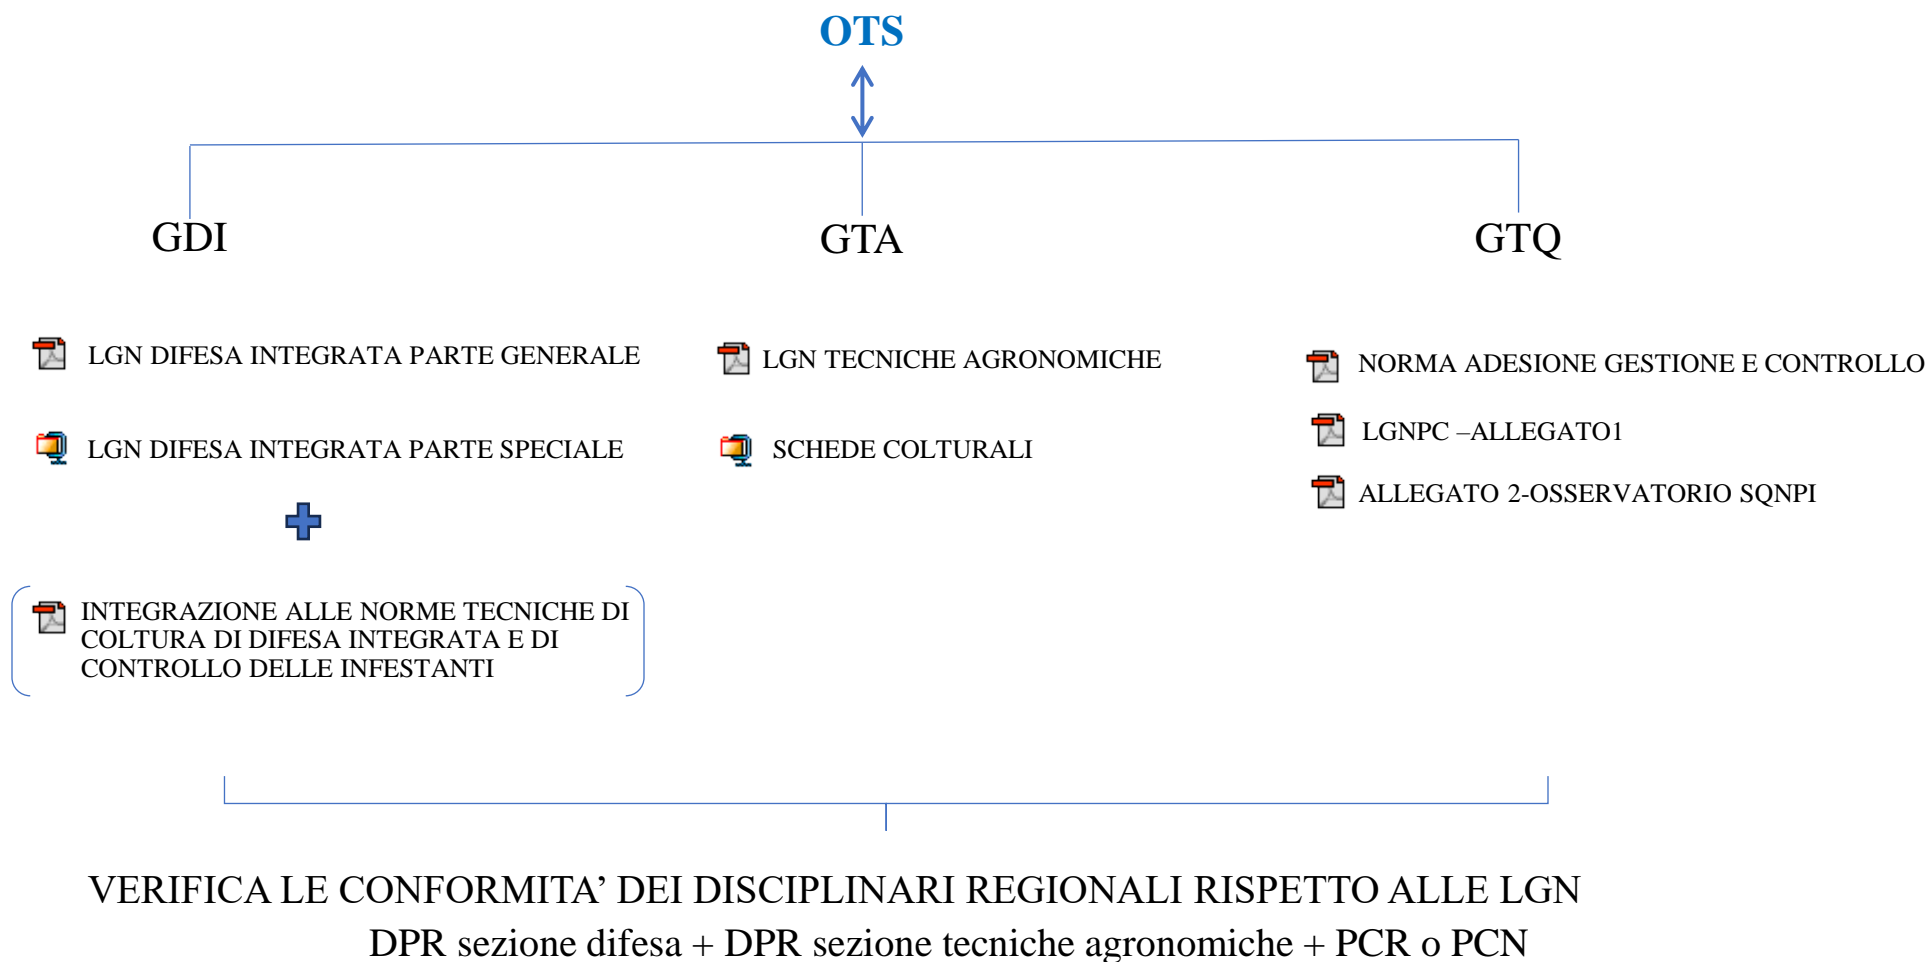 OTS
GDI
GTA
GTQ
LGN DIFESA INTEGRATA PARTE GENERALE
LGN DIFESA INTEGRATA PARTE SPECIALE
INTEGRAZIONE ALLE NORME TECNICHE DI
COLTURA DI DIFESA INTEGRATA E DI
CONTROLLO DELLE INFESTANTI
LGN TECNICHE AGRONOMICHE
SCHEDE COLTURALI
NORMA ADESIONE GESTIONE E CONTROLLO
LGNPC –ALLEGATO1
ALLEGATO 2-OSSERVATORIO SQNPI
VERIFICA LE CONFORMITA’ DEI DISCIPLINARI REGIONALI RISPETTO ALLE LGN
DPR sezione difesa + DPR sezione tecniche agronomiche + PCR o PCN